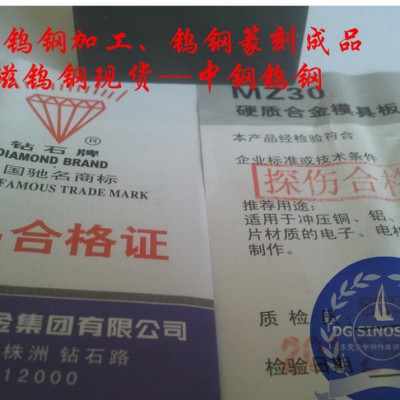 钨钢加工、钨钢篆刻成品
滋钨钢现货—中钢钨钢
钻石牌®
DIAMOND BRAND
国驰名商标
FAMOUS TRADE MARK
合格证
金集团有限公司
株洲 钻石路
12000
MZ30
硬质合金模具板
本产品经检验符合
企业标准或技术条件
探伤合格
推荐用途：
适用于冲压铜、铝、
片材质的电子、电机
制作。
质 检 员
检验日期
DG SINOS